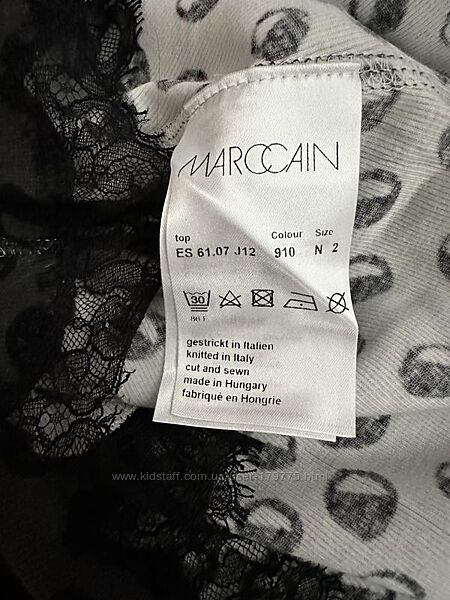 MARCCAIN
top Colour Size
ES 61.07 J12 910 N 2
30
gestrickt in Italien
knitted in Italy
cut and sewn
made in Hungary
fabriqué en Hongrie